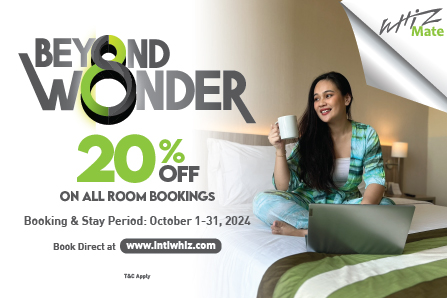 WHIZ
Mate
BEYOND
WONDER
20% OFF
ON ALL ROOM BOOKINGS
Booking & Stay Period: October 1-31, 2024
Book Direct at www.intiwhiz.com
T&C Apply